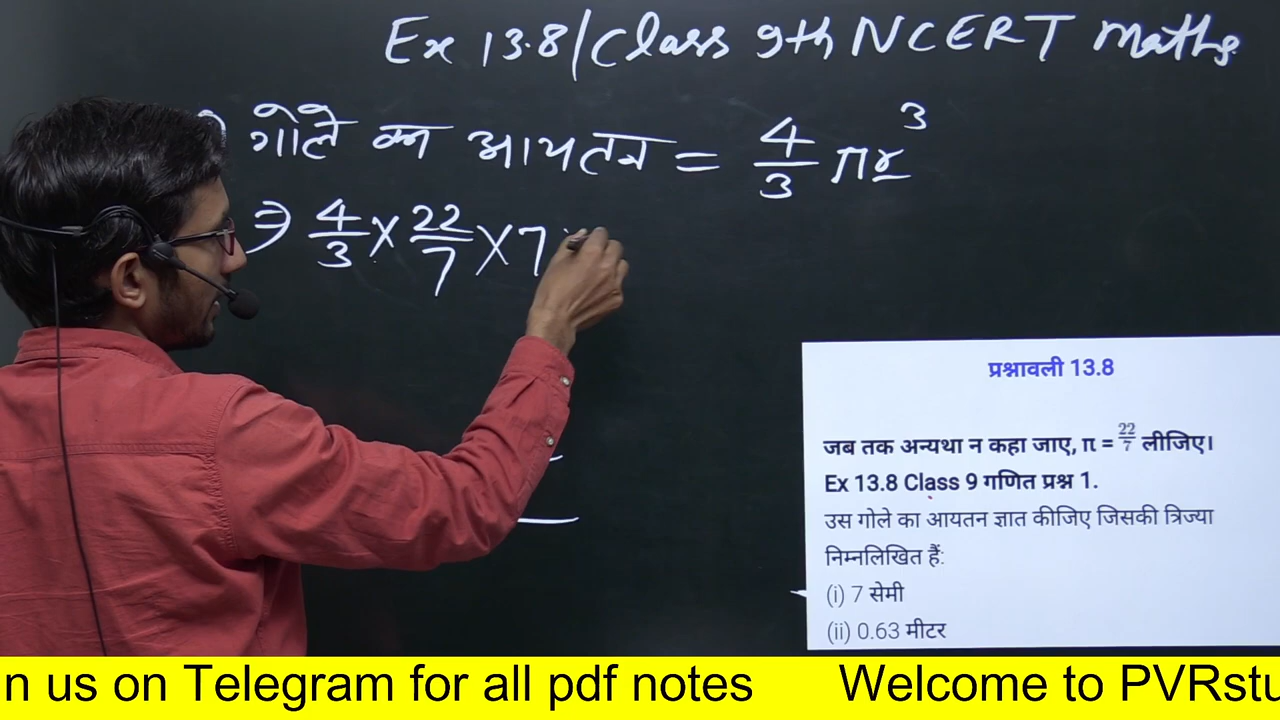 Ex 13.8/Class 9th NCERT Maths
गोले का आयतन = 4/3 πr³
⇒ 4/3 × 22/7 × 7
प्रश्नावली 13.8
जब तक अन्यथा न कहा जाए, π = 22/7 लीजिए।
Ex 13.8 Class 9 गणित प्रश्न 1.
उस गोले का आयतन ज्ञात कीजिए जिसकी त्रिज्या
निम्नलिखित हैं:
(i) 7 सेमी
(ii) 0.63 मीटर
n us on Telegram for all pdf notes Welcome to PVRstu